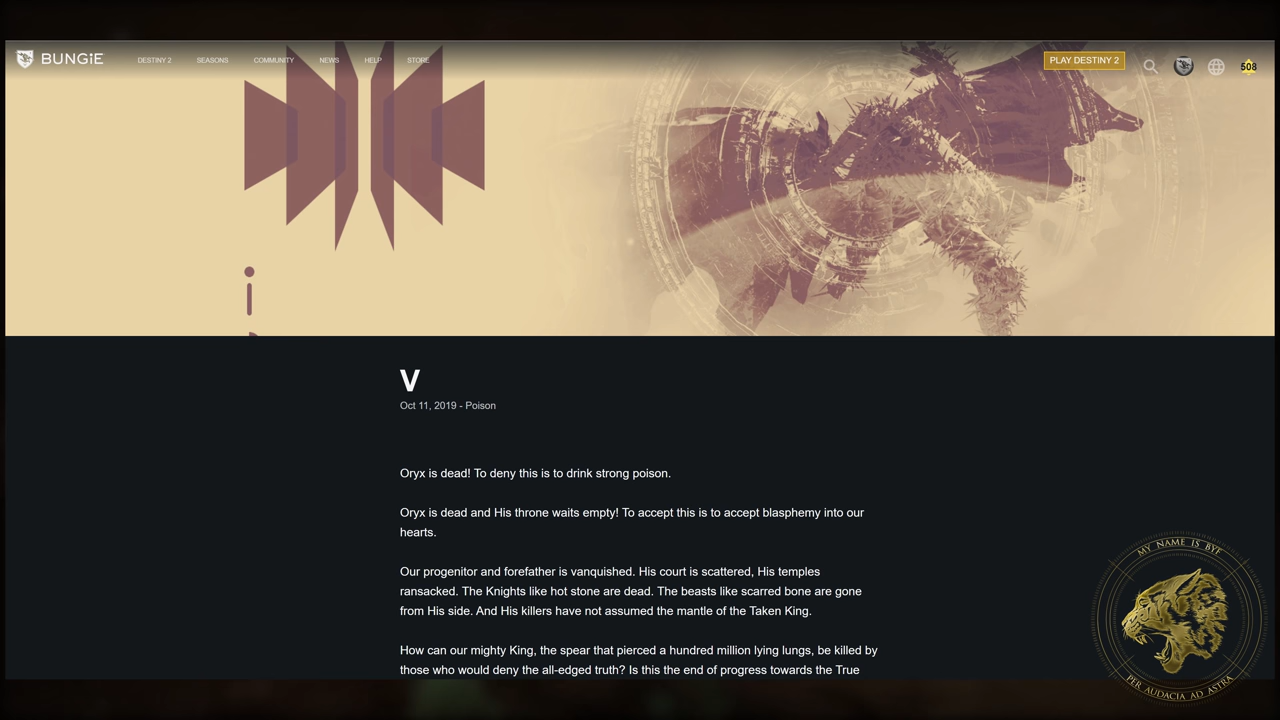 BUNGiE
DESTINY 2 SEASONS COMMUNITY NEWS HELP STORE
PLAY DESTINY 2
508
V
Oct 11, 2019 - Poison
Oryx is dead! To deny this is to drink strong poison.
Oryx is dead and His throne waits empty! To accept this is to accept blasphemy into our
hearts.
Our progenitor and forefather is vanquished. His court is scattered, His temples
ransacked. The Knights like hot stone are dead. The beasts like scarred bone are gone
from His side. And His killers have not assumed the mantle of the Taken King.
How can our mighty King, the spear that pierced a hundred million lying lungs, be killed by
those who would deny the all-edged truth? Is this the end of progress towards the True
MY NAME IS BYF
PER AUDACIA AD ASTRA